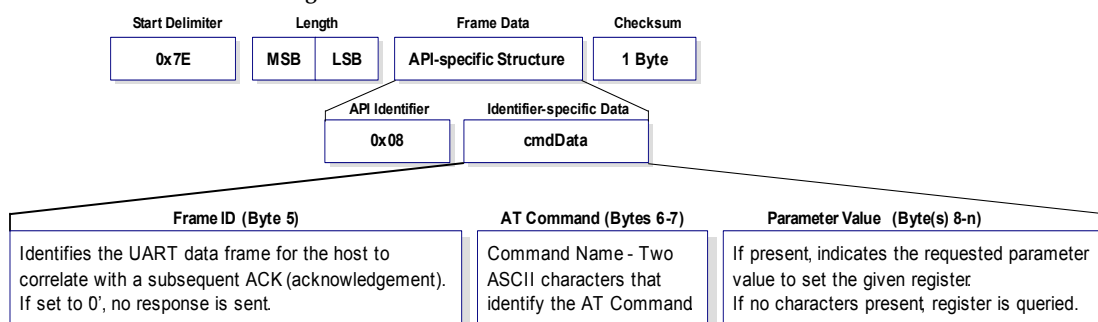 Start Delimiter Length Frame Data Checksum
0x7E MSB LSB API-specific Structure 1 Byte
API Identifier Identifier-specific Data
0x08 cmdData
Frame ID (Byte 5)
Identifies the UART data frame for the host to
correlate with a subsequent ACK (acknowledgement).
If set to 0', no response is sent.
AT Command (Bytes 6-7)
Command Name - Two
ASCII characters that
identify the AT Command
Parameter Value (Byte(s) 8-n)
If present, indicates the requested parameter
value to set the given register.
If no characters present, register is queried.